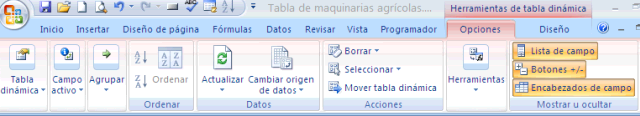 Tabla de maquinarias agrícolas.... Herramientas de tabla dinámica
Inicio Insertar Diseño de página Fórmulas Datos Revisar Vista Programador Opciones Diseño
Tabla dinámica
Campo activo
Agrupar
Ordenar
Ordenar
Actualizar
Cambiar origen de datos
Datos
Borrar
Seleccionar
Mover tabla dinámica
Acciones
Herramientas
Lista de campo
Botones +/-
Encabezados de campo
Mostrar u ocultar